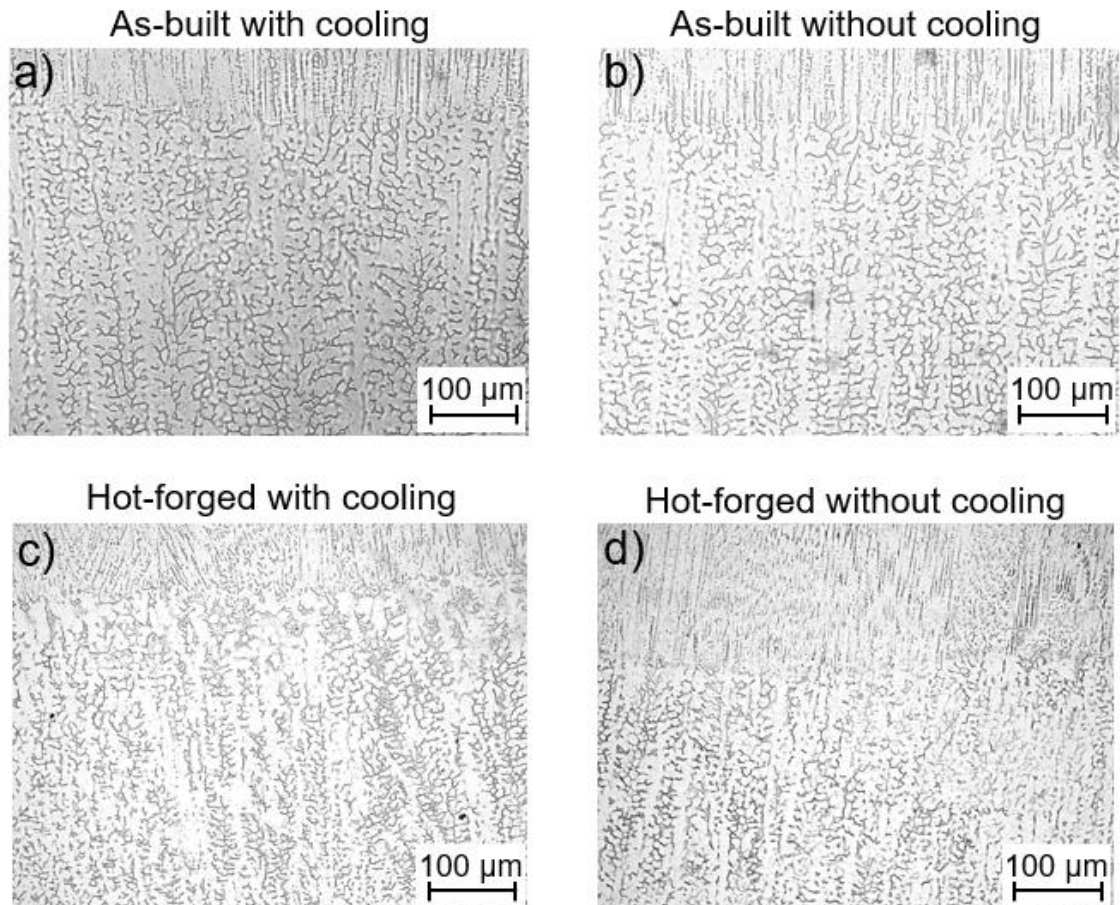 As-built with cooling
As-built without cooling
a)
b)
100 µm
100 µm
Hot-forged with cooling
Hot-forged without cooling
c)
d)
100 µm
100 µm